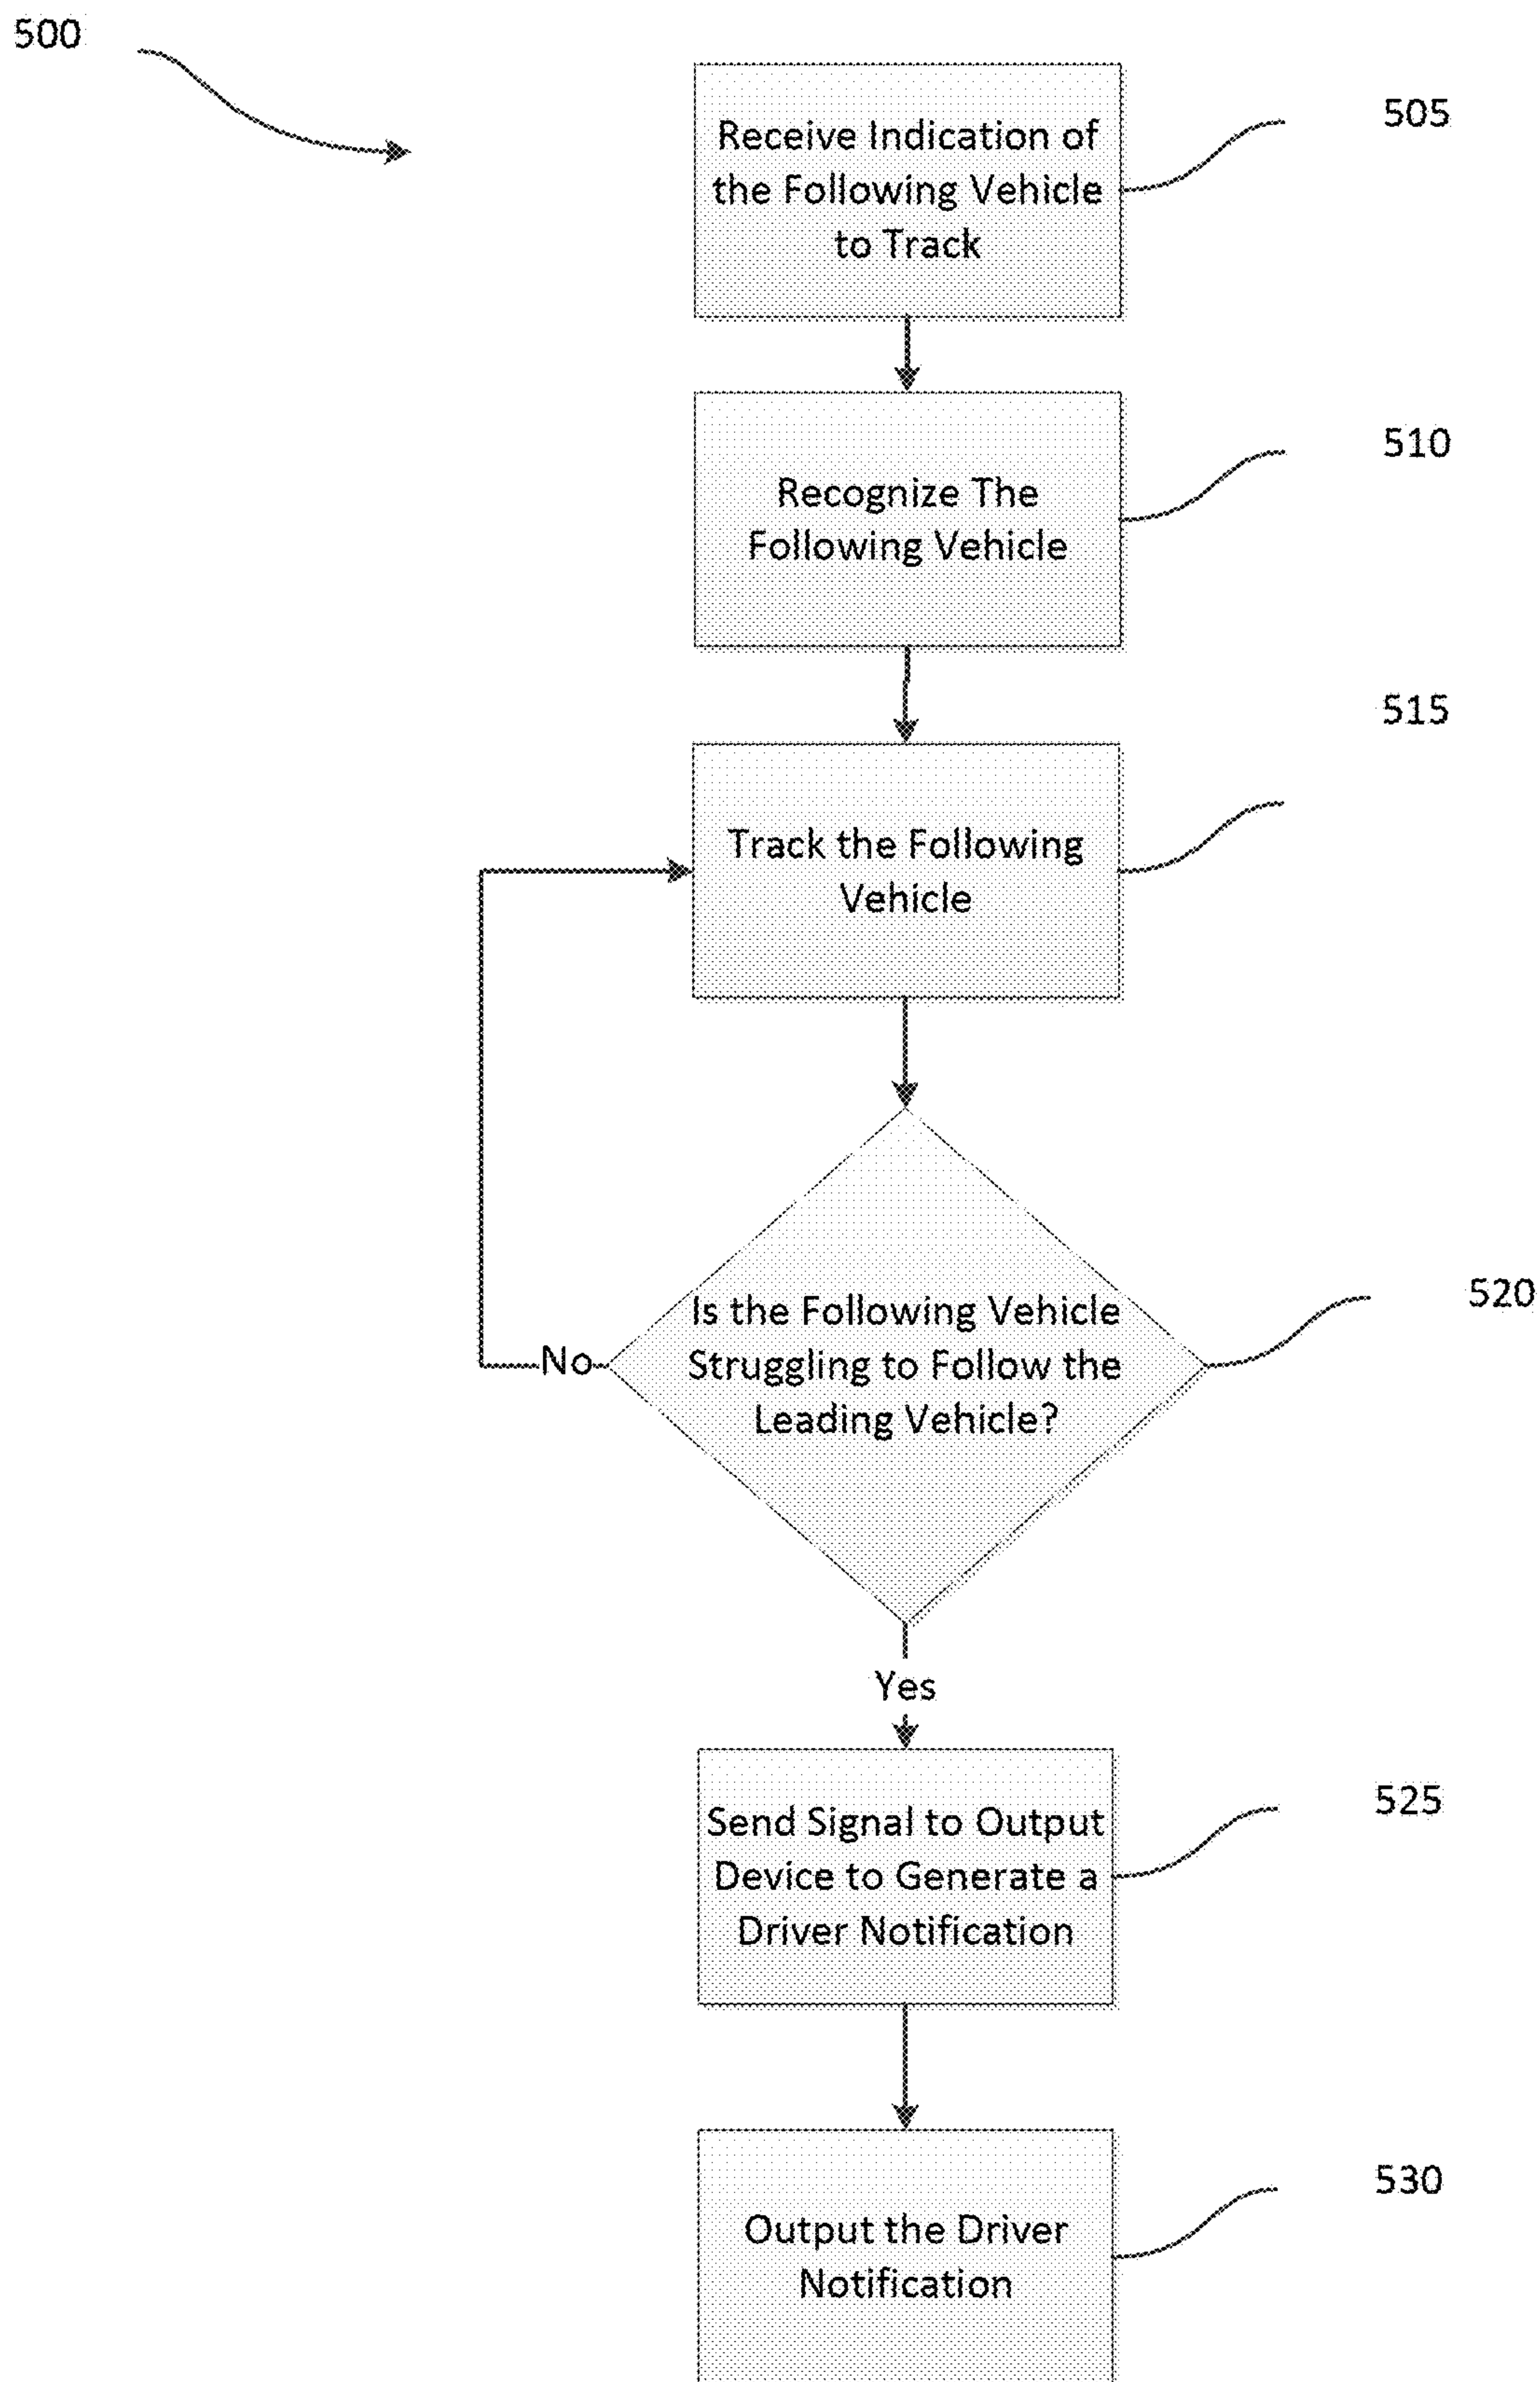 500
505
Receive Indication of
the Following Vehicle
to Track
510
Recognize The
Following Vehicle
515
Track the Following
Vehicle
520
Is the Following Vehicle
Struggling to Follow the
Leading Vehicle?
No
Yes
525
Send Signal to Output
Device to Generate a
Driver Notification
530
Output the Driver
Notification